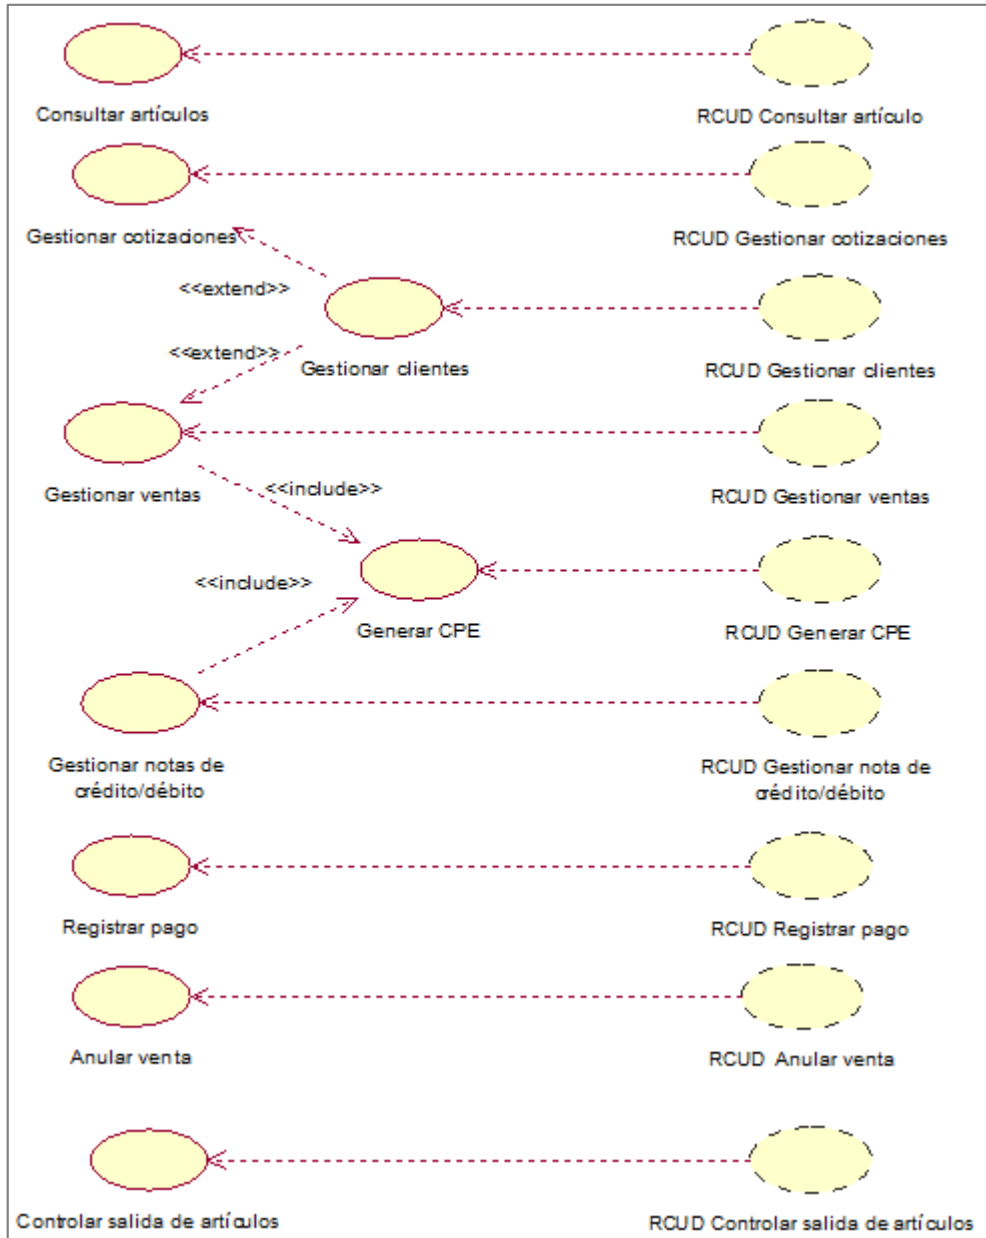 Consultar artículos
RCUD Consultar artículo
Gestionar cotizaciones
RCUD Gestionar cotizaciones
<<extend>>
<<extend>>
Gestionar clientes
RCUD Gestionar clientes
Gestionar ventas
<<include>>
RCUD Gestionar ventas
<<include>>
Generar CPE
RCUD Generar CPE
Gestionar notas de
crédito/débito
RCUD Gestionar nota de
crédito/débito
Registrar pago
RCUD Registrar pago
Anular venta
RCUD Anular venta
Controlar salida de artículos
RCUD Controlar salida de artículos